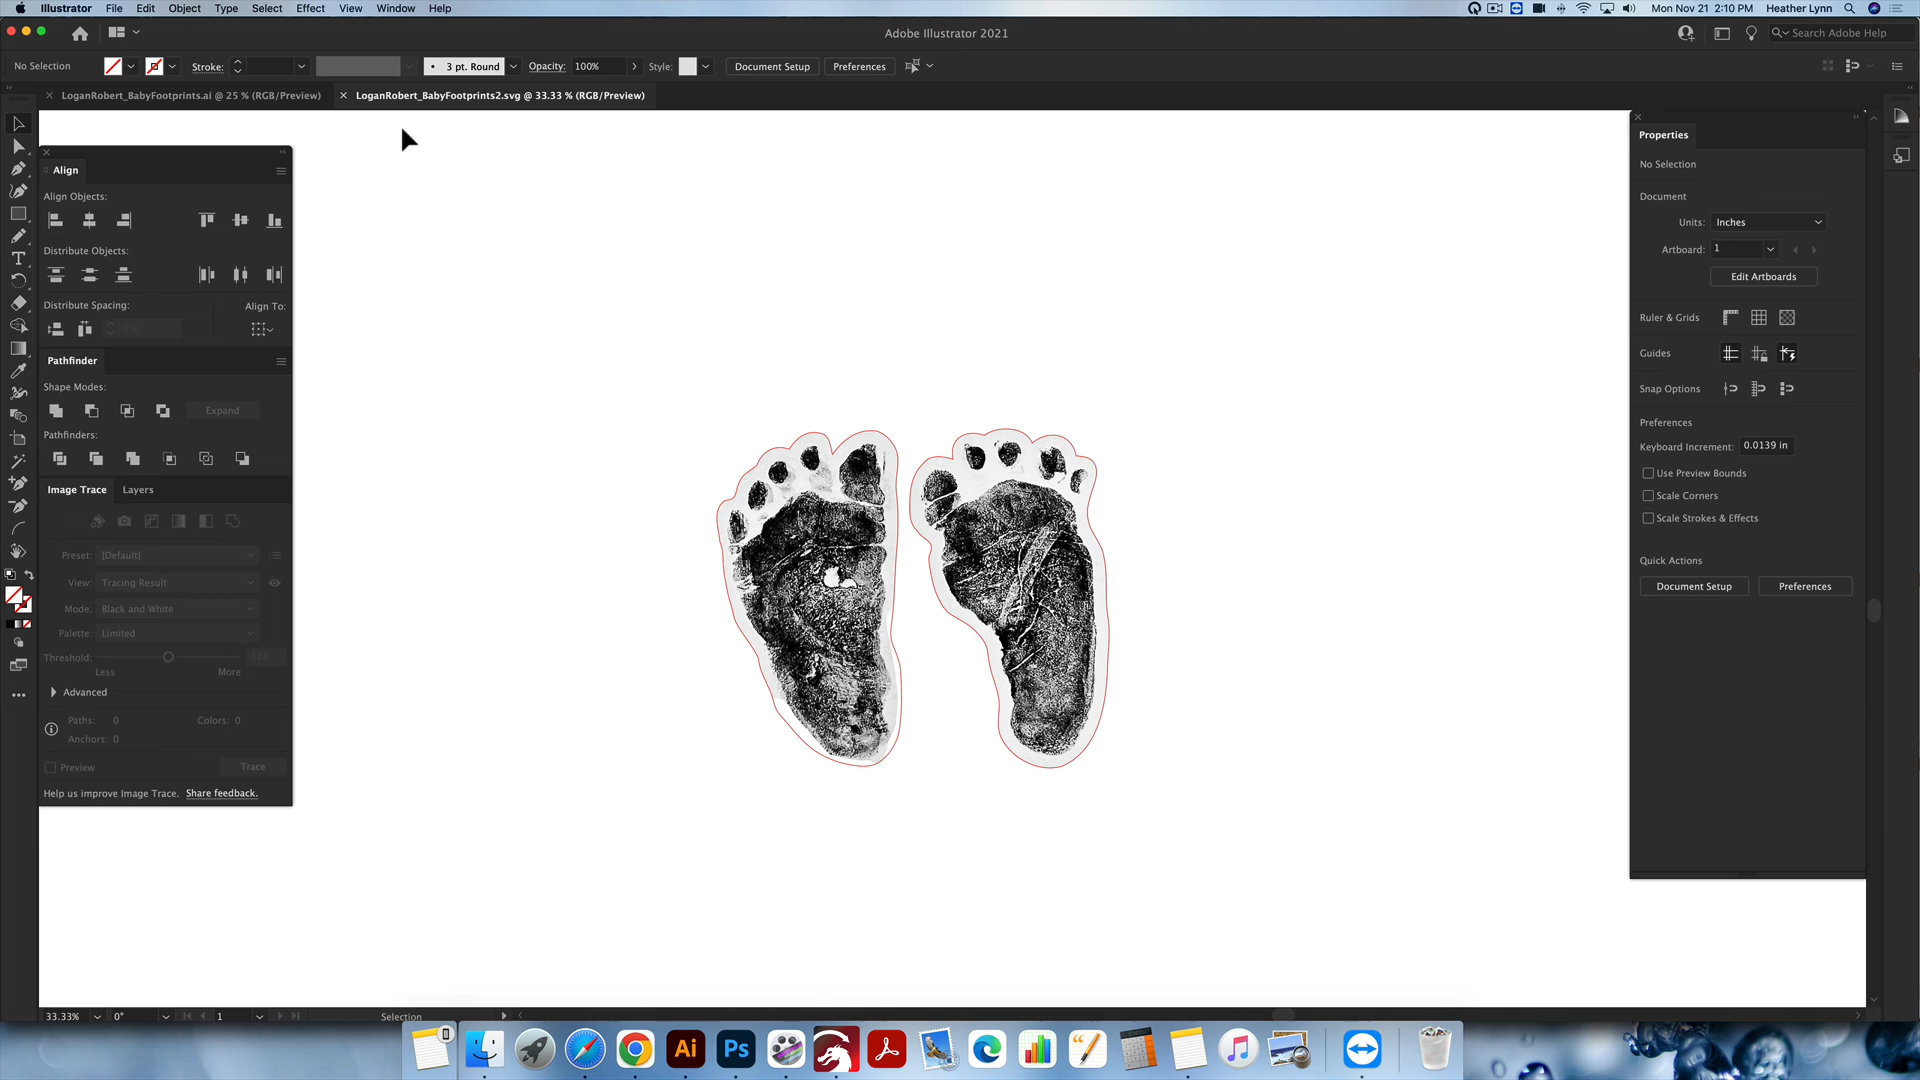 Illustrator File Edit Object Type Select Effect View Window Help
Mon Nov 21 2:10 PM Heather Lynn
Adobe Illustrator 2021
Search Adobe Help
No Selection Stroke: 3 pt. Round Opacity: 100% Style: Document Setup Preferences
LoganRobert_BabyFootprints.ai @ 25 % (RGB/Preview) LoganRobert_BabyFootprints2.svg @ 33.33 % (RGB/Preview)
Align
Align Objects:
Distribute Objects:
Distribute Spacing: Align To:
0 in
Pathfinder
Shape Modes:
Expand
Pathfinders:
Image Trace Layers
Preset: [Default]
View: Tracing Result
Mode: Black and White
Palette: Limited
Threshold: 128
Less More
Advanced
Paths: 0 Colors: 0
Anchors: 0
Preview Trace
Help us improve Image Trace. Share feedback.
Properties
No Selection
Document
Units: Inches
Artboard: 1
Edit Artboards
Ruler & Grids
Guides
Snap Options
Preferences
Keyboard Increment: 0.0139 in
Use Preview Bounds
Scale Corners
Scale Strokes & Effects
Quick Actions
Document Setup Preferences
33.33% 0° 1 Selection
Ai Ps